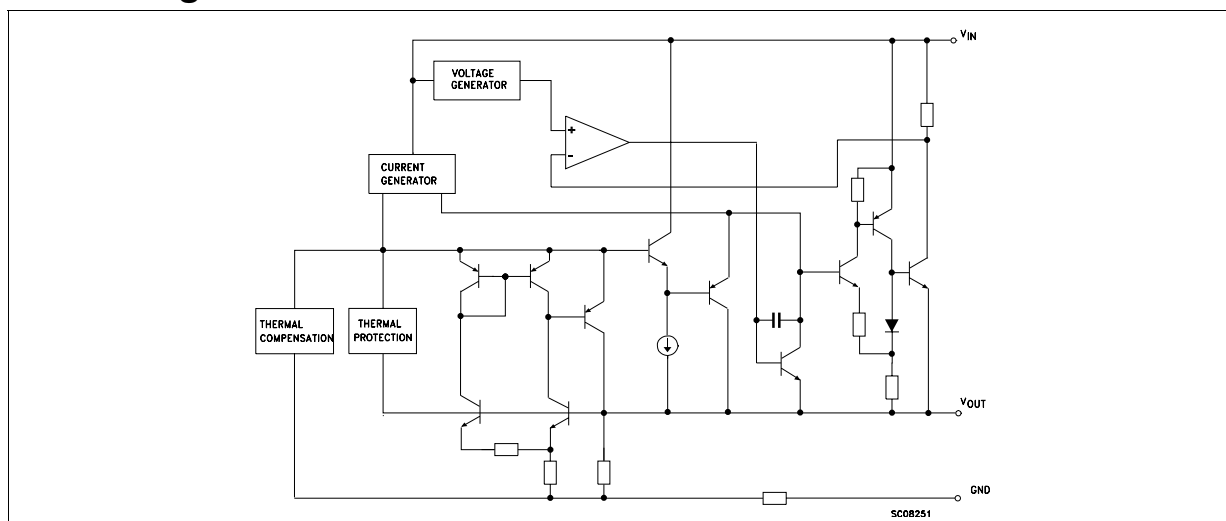 VIN
VOLTAGE
GENERATOR
+
-
CURRENT
GENERATOR
THERMAL
COMPENSATION
THERMAL
PROTECTION
VOUT
GND
SC08251